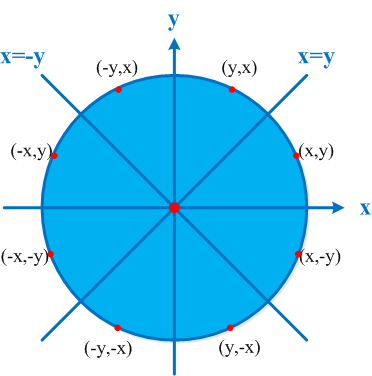 y
x=-y
x=y
(-y,x)
(y,x)
(-x,y)
(x,y)
x
(-x,-y)
(x,-y)
(-y,-x)
(y,-x)